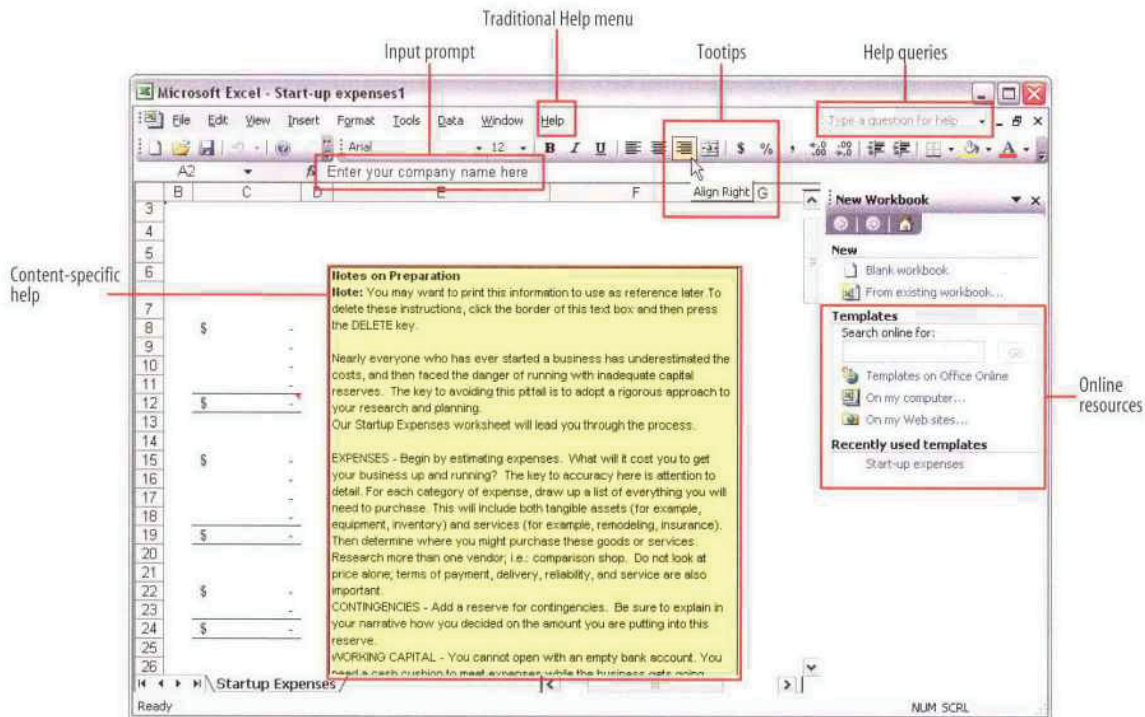 Traditional Help menu
Input prompt
Tootips
Help queries
Microsoft Excel - Start-up expenses1
File Edit View Insert Format Tools Data Window Help
Type a question for help
Arial 12 B I U $ % , .00
A2 Enter your company name here
Align Right
B C D E F G
3
4
5
6
7
8 $ -
9 -
10 -
11 -
12 $ -
13
14
15 $ -
16 -
17 -
18 -
19 $ -
20
21
22 $ -
23 -
24 $ -
25
26
Content-specific
help
Notes on Preparation
Note: You may want to print this information to use as reference later.To
delete these instructions, click the border of this text box and then press
the DELETE key.
Nearly everyone who has ever started a business has underestimated the
costs, and then faced the danger of running with inadequate capital
reserves. The key to avoiding this pitfall is to adopt a rigorous approach to
your research and planning.
Our Startup Expenses worksheet will lead you through the process.
EXPENSES - Begin by estimating expenses. What will it cost you to get
your business up and running? The key to accuracy here is attention to
detail. For each category of expense, draw up a list of everything you will
need to purchase. This will include both tangible assets (for example,
equipment, inventory) and services (for example, remodeling, insurance).
Then determine where you might purchase these goods or services.
Research more than one vendor; i.e.: comparison shop. Do not look at
price alone; terms of payment, delivery, reliability, and service are also
important.
CONTINGENCIES - Add a reserve for contingencies. Be sure to explain in
your narrative how you decided on the amount you are putting into this
reserve.
WORKING CAPITAL - You cannot open with an empty bank account. You
need a cash cushion to meet expenses while the business gets going
New Workbook
New
Blank workbook
From existing workbook...
Templates
Search online for:
Go
Templates on Office Online
On my computer...
On my Web sites...
Recently used templates
Start-up expenses
Online
resources
Startup Expenses
Ready
NUM SCRL